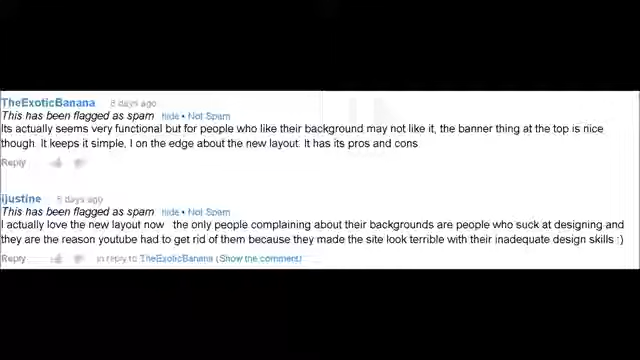 TheExoticBanana 8 days ago
This has been flagged as spam hide • Not Spam
Its actually seems very functional but for people who like their background may not like it, the banner thing at the top is nice
though. It keeps it simple, I on the edge about the new layout. It has its pros and cons
Reply
ijustine 5 days ago
This has been flagged as spam hide • Not Spam
I actually love the new layout now the only people complaining about their backgrounds are people who suck at designing and
they are the reason youtube had to get rid of them because they made the site look terrible with their inadequate design skills :)
Reply in reply to TheExoticBanana (Show the comment)